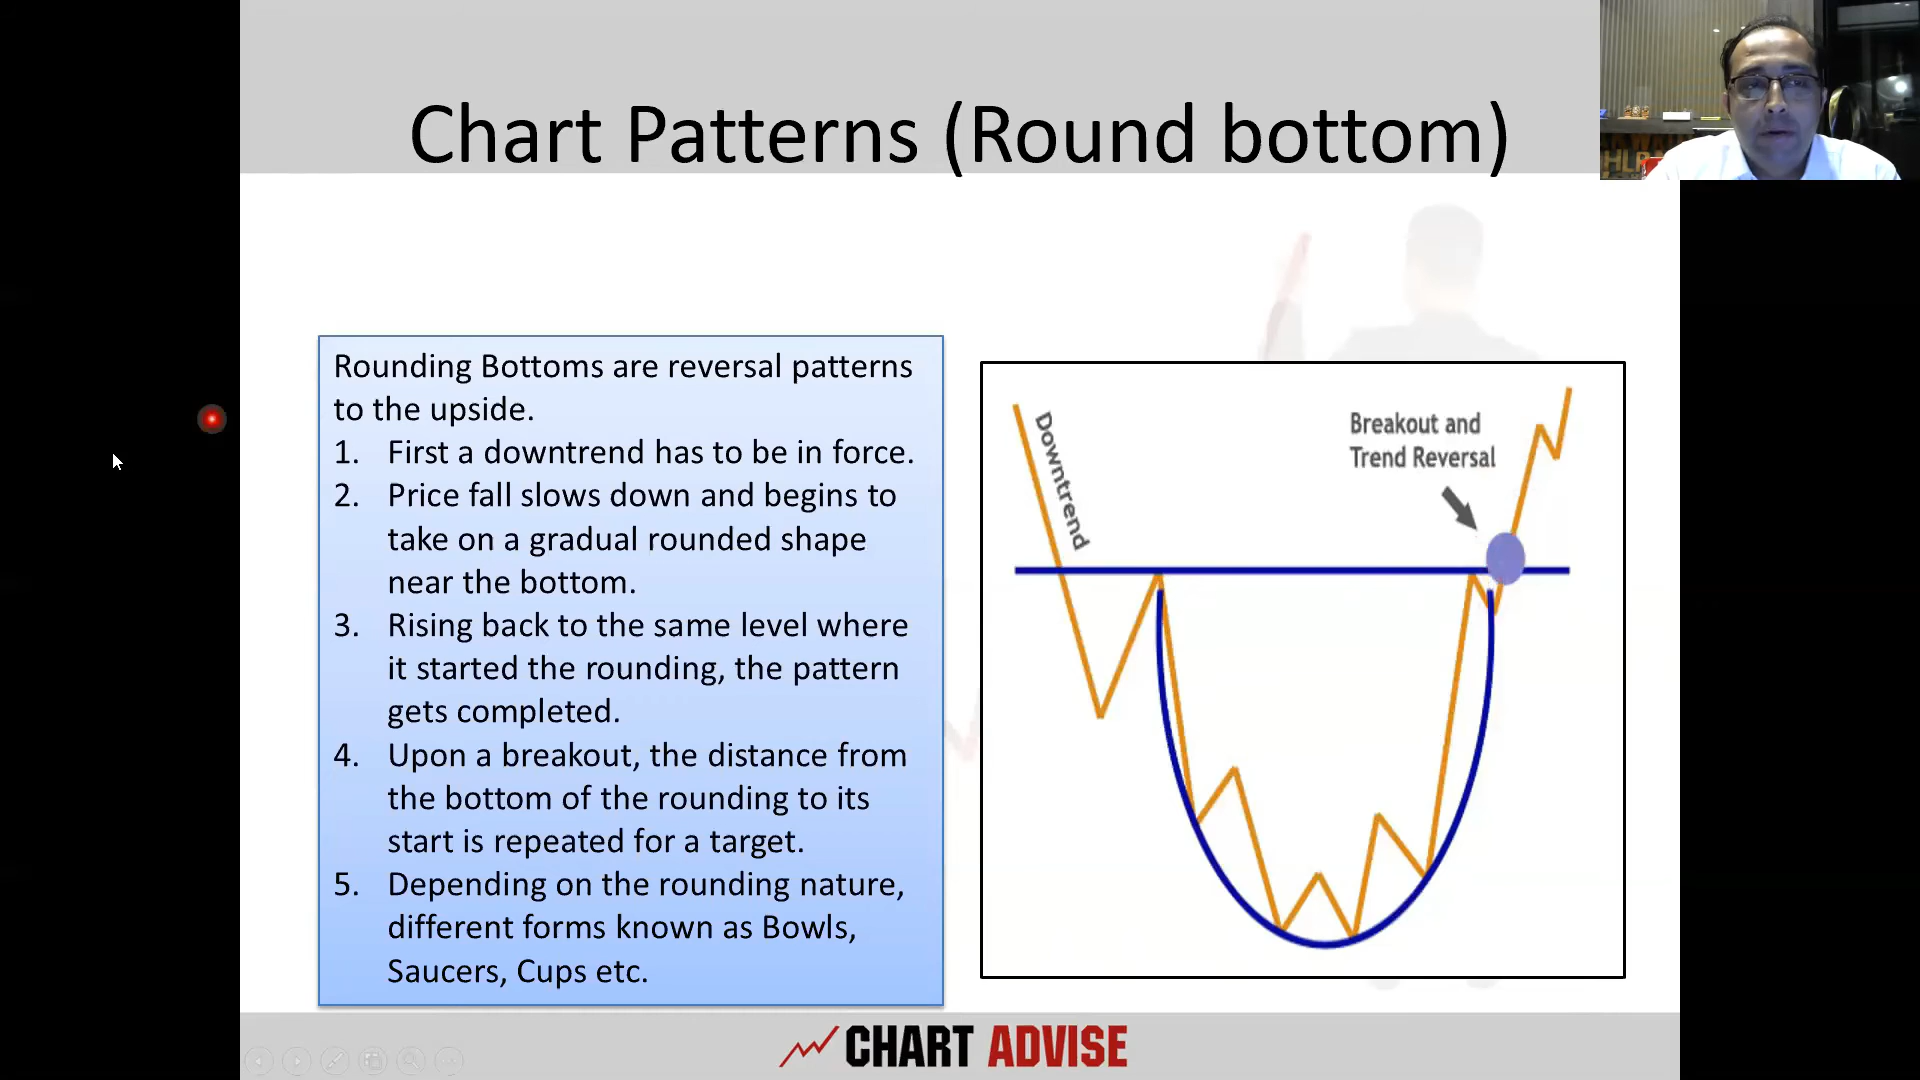 Chart Patterns (Round bottom)
Rounding Bottoms are reversal patterns
to the upside.
1. First a downtrend has to be in force.
2. Price fall slows down and begins to
take on a gradual rounded shape
near the bottom.
3. Rising back to the same level where
it started the rounding, the pattern
gets completed.
4. Upon a breakout, the distance from
the bottom of the rounding to its
start is repeated for a target.
5. Depending on the rounding nature,
different forms known as Bowls,
Saucers, Cups etc.
Downtrend
Breakout and
Trend Reversal
CHART ADVISE